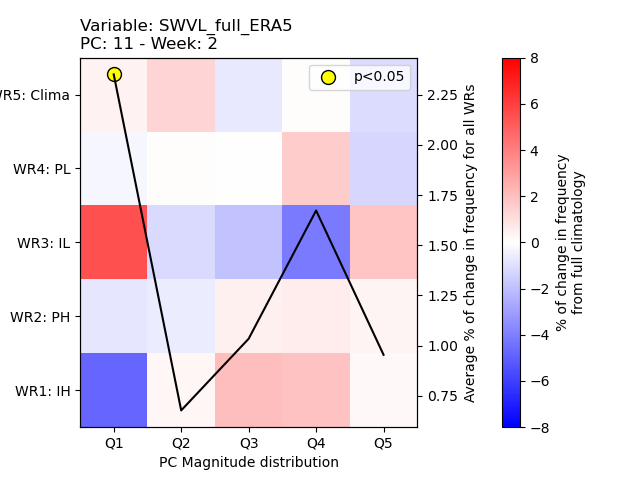 Variable: SWVL_full_ERA5
PC: 11 - Week: 2
p<0.05
WR5: Clima
WR4: PL
WR3: IL
WR2: PH
WR1: IH
Q1 Q2 Q3 Q4 Q5
PC Magnitude distribution
2.25
2.00
1.75
1.50
1.25
1.00
0.75
Average % of change in frequency for all WRs
8
6
4
2
0
−2
−4
−6
−8
% of change in frequency
from full climatology